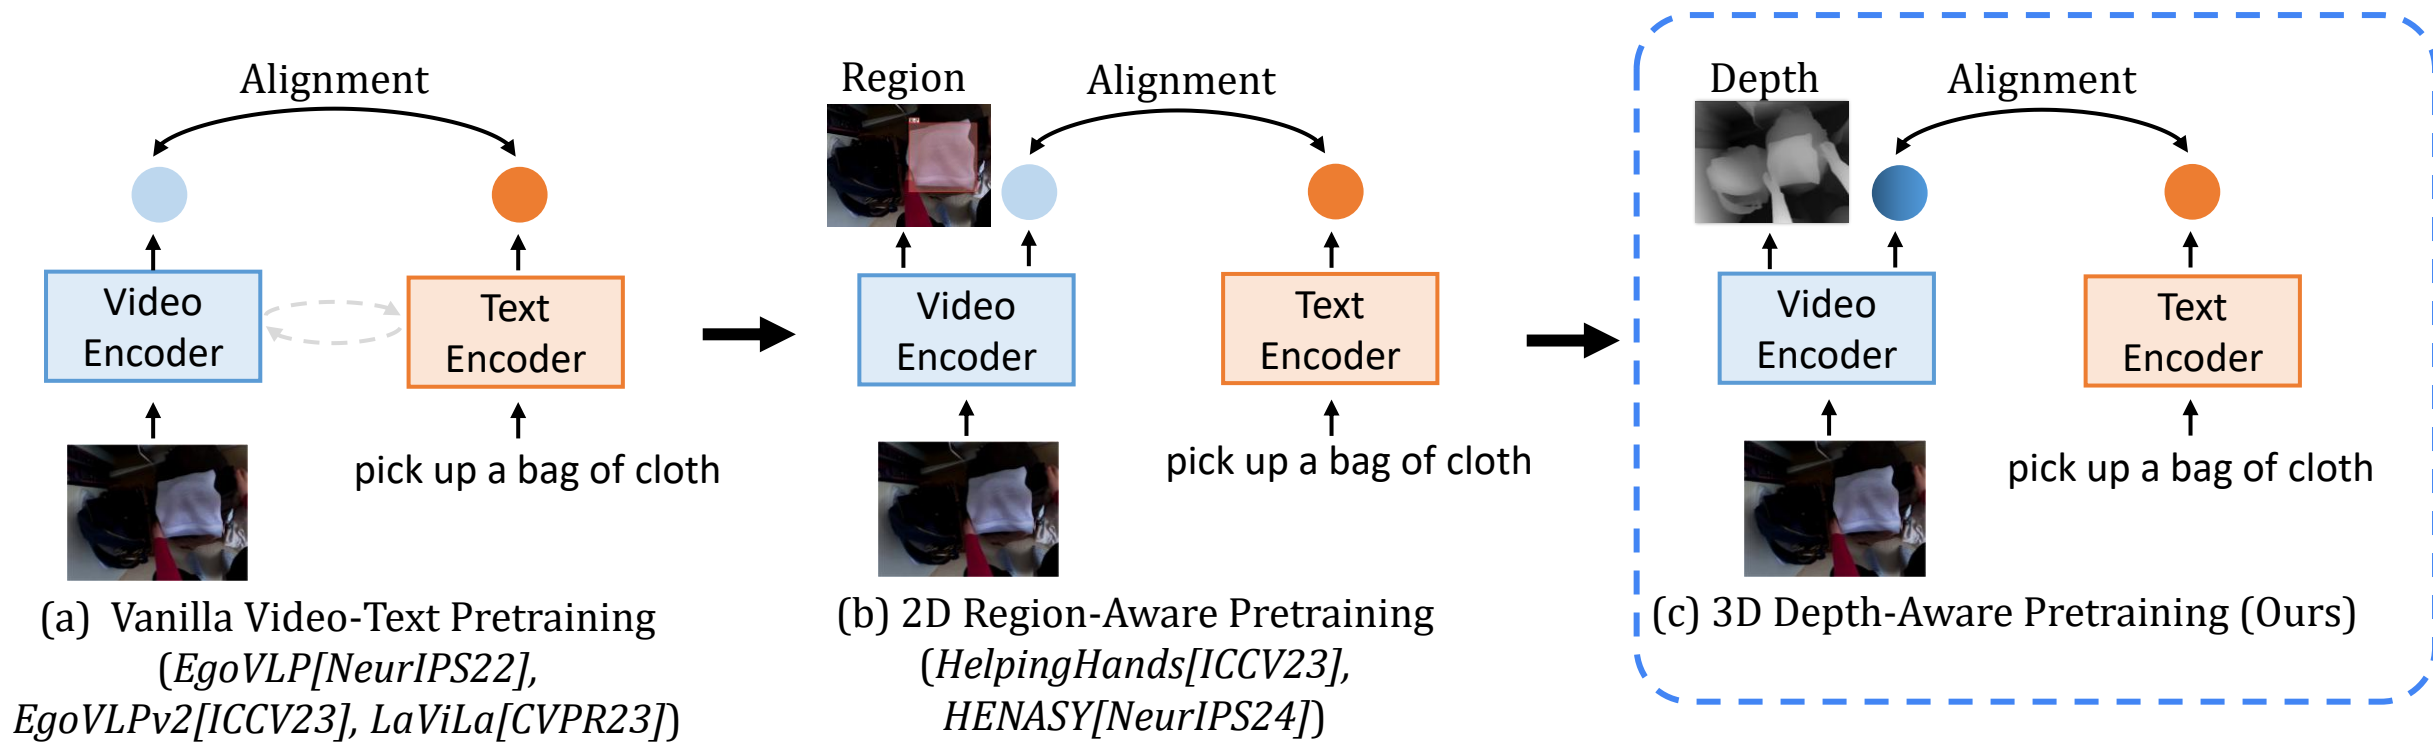 Alignment
Video
Encoder
Text
Encoder
pick up a bag of cloth
(a) Vanilla Video-Text Pretraining
(EgoVLP[NeurIPS22],
EgoVLPv2[ICCV23], LaViLa[CVPR23])
Region
Alignment
Video
Encoder
Text
Encoder
pick up a bag of cloth
(b) 2D Region-Aware Pretraining
(HelpingHands[ICCV23],
HENASY[NeurIPS24])
Depth
Alignment
Video
Encoder
Text
Encoder
pick up a bag of cloth
(c) 3D Depth-Aware Pretraining (Ours)